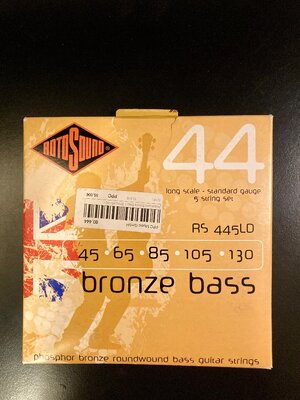 ROTOSOUND
44
long scale - standard gauge
5 string set
RS 445LD
45 • 65 • 85 • 105 • 130
bronze bass
phosphor bronze roundwound bass guitar strings